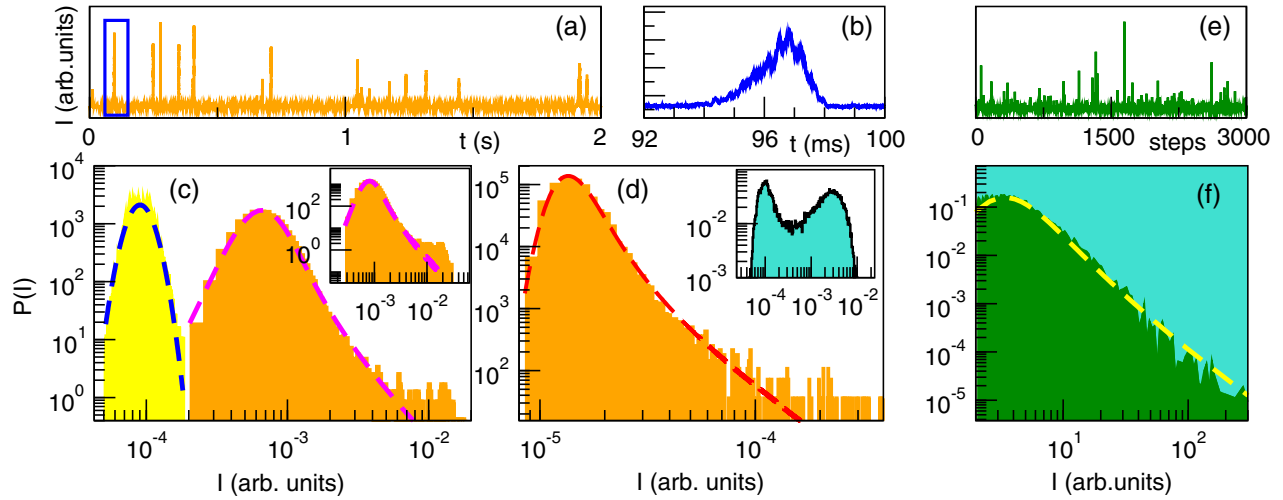 I (arb.units)
(a)
0
1
t (s)
2
(b)
92
96
t (ms)
100
(e)
0
1500
steps
3000
P(I)
10^4
10^3
10^2
10^1
10^0
(c)
10^2
10^0
10^-3
10^-2
10^-4
10^-3
10^-2
I (arb. units)
10^5
10^4
10^3
10^2
(d)
10^-2
10^-3
10^-4
10^-3
10^-2
10^-5
10^-4
I (arb. units)
10^-1
10^-2
10^-3
10^-4
10^-5
(f)
10^1
10^2
I (arb.units)